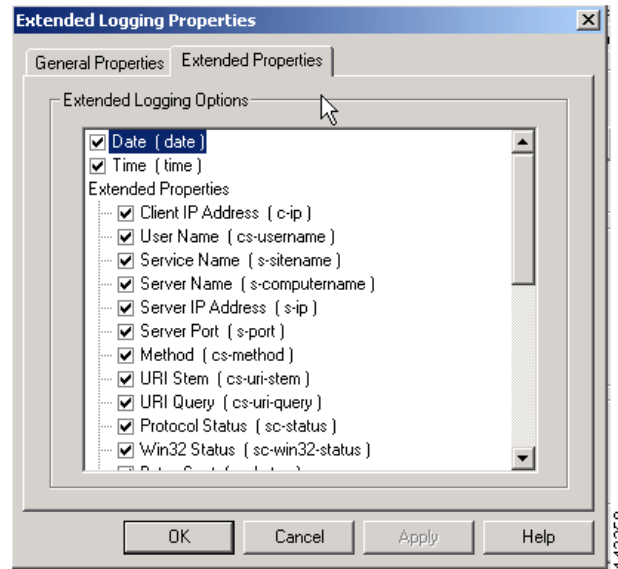 Extended Logging Properties
General Properties Extended Properties
Extended Logging Options
Date ( date )
Time ( time )
Extended Properties
Client IP Address ( c-ip )
User Name ( cs-username )
Service Name ( s-sitename )
Server Name ( s-computername )
Server IP Address ( s-ip )
Server Port ( s-port )
Method ( cs-method )
URI Stem ( cs-uri-stem )
URI Query ( cs-uri-query )
Protocol Status ( sc-status )
Win32 Status ( sc-win32-status )
OK Cancel Apply Help